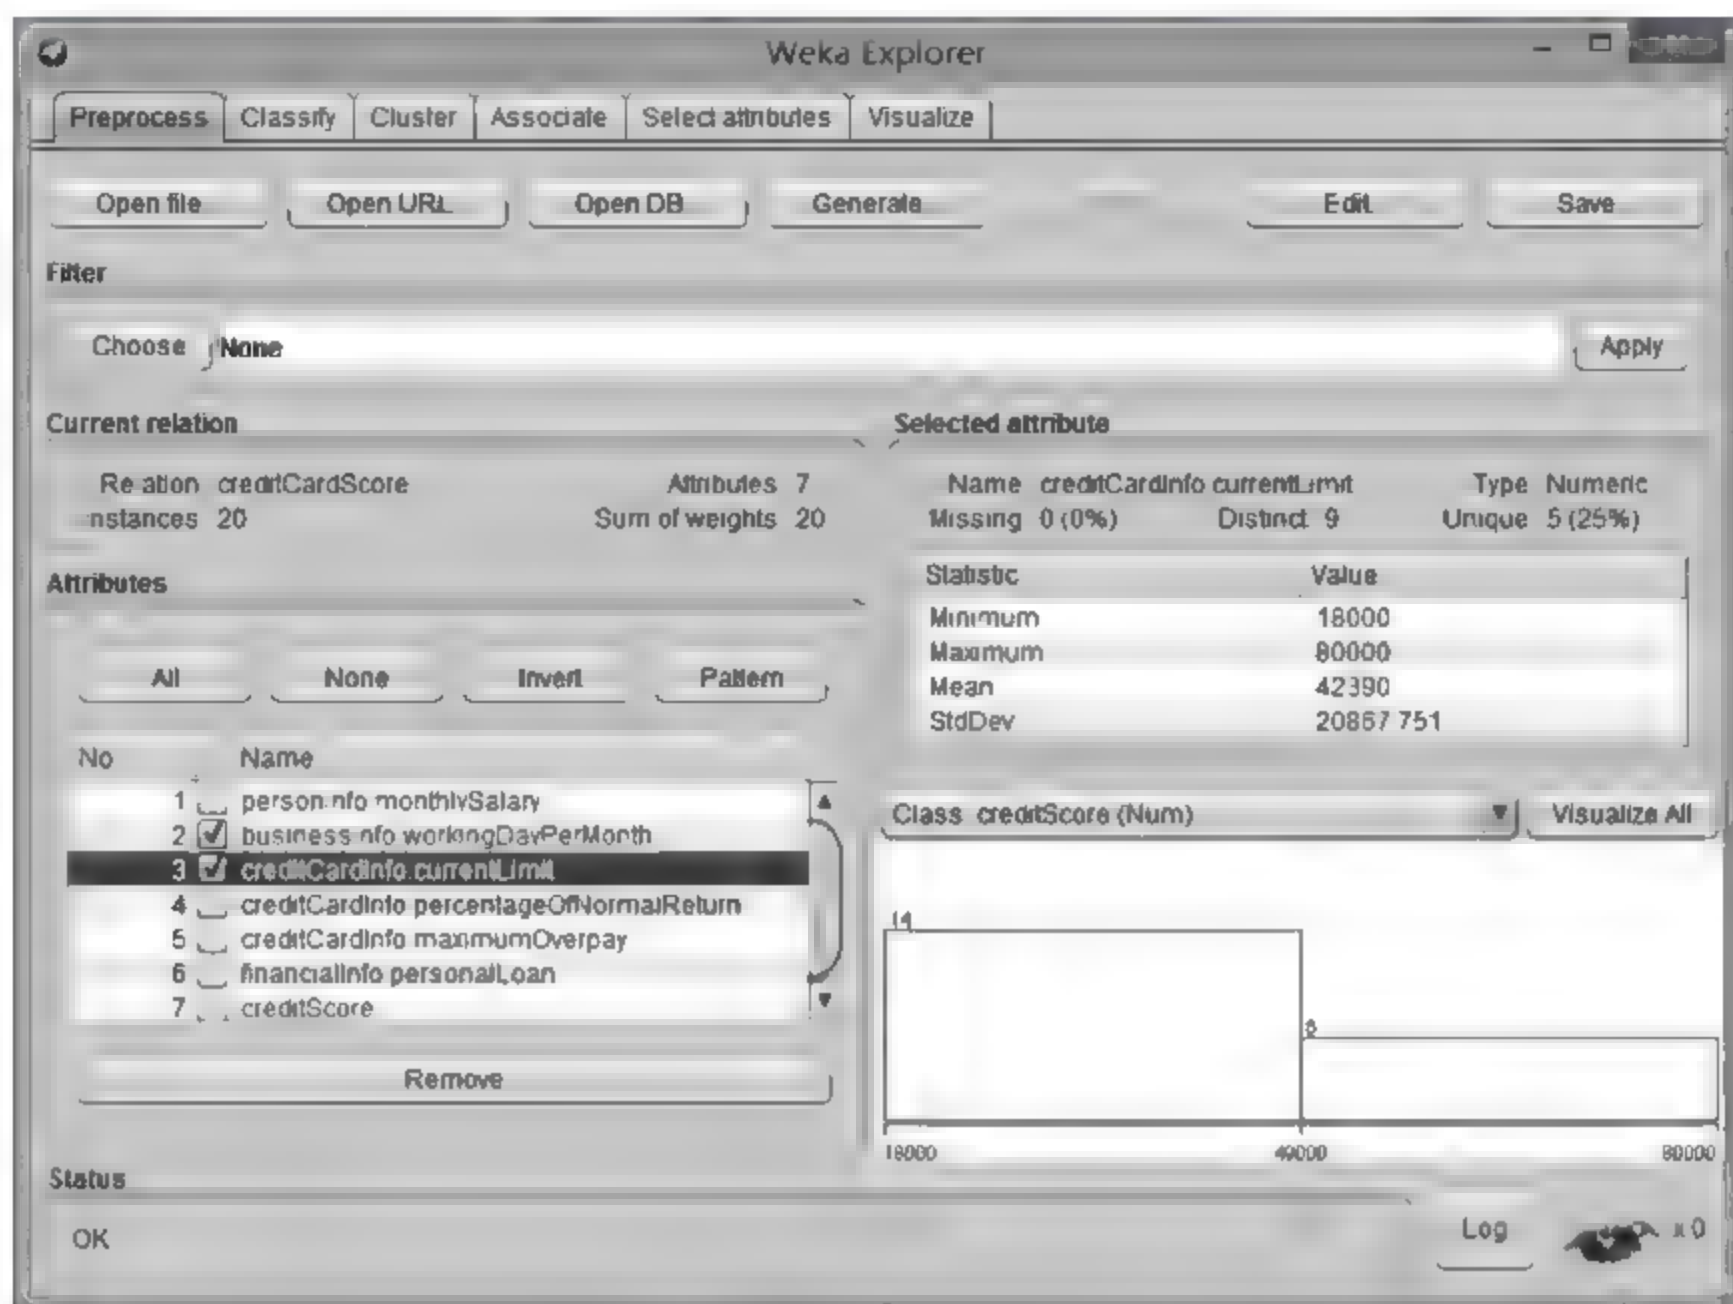 Weka Explorer
Preprocess Classify Cluster Associate Select attributes Visualize
Open file Open URL Open DB Generate Edit Save
Filter
Choose None Apply
Current relation
Relation creditCardScore Attributes 7
Instances 20 Sum of weights 20
Attributes
All None Invert Pattern
No Name
1 personInfo monthlySalary
2 businessInfo workingDayPerMonth
3 creditCardInfo.currentLimit
4 creditCardInfo percentageOfNormalReturn
5 creditCardInfo maximumOverpay
6 financialInfo personalLoan
7 creditScore
Remove
Selected attribute
Name creditCardInfo currentLimit Type Numeric
Missing 0 (0%) Distinct 9 Unique 5 (25%)
Statistic Value
Minimum 18000
Maximum 80000
Mean 42390
StdDev 20867 751
Class creditScore (Num) Visualize All
14
6
18000 49000 80000
Status
OK
Log x 0